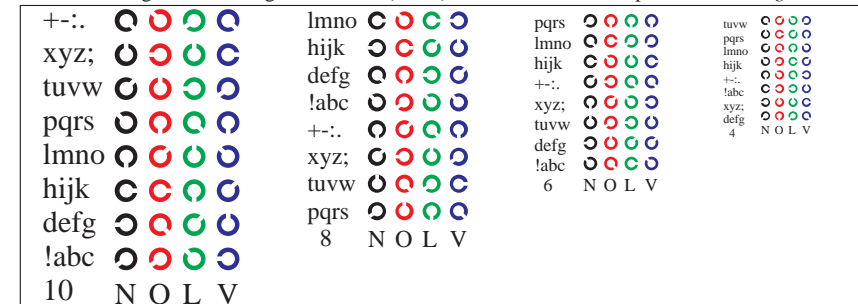 +-:.
xyz;
tuvw
pqrs
lmno
hijk
defg
!abc
10 N O L V
lmno
hijk
defg
!abc
+-:.
xyz;
tuvw
pqrs
8 N O L V
pqrs
lmno
hijk
+-:.
xyz;
tuvw
defg
!abc
6 N O L V
tuvw
pqrs
lmno
hijk
+-:.
!abc
xyz;
defg
4 N O L V